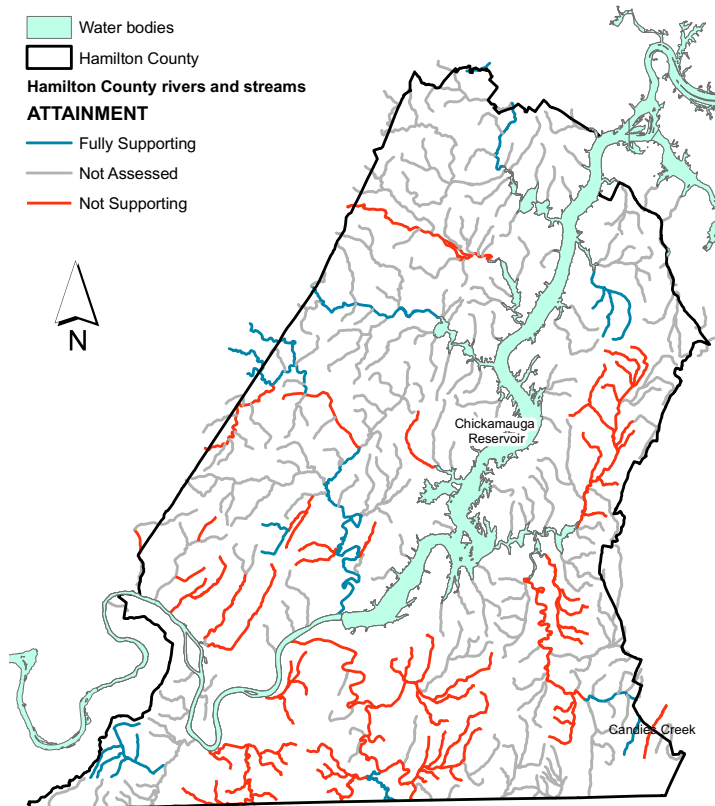 Water bodies
Hamilton County
Hamilton County rivers and streams
ATTAINMENT
Fully Supporting
Not Assessed
Not Supporting
N
Chickamauga
Reservoir
Candies Creek